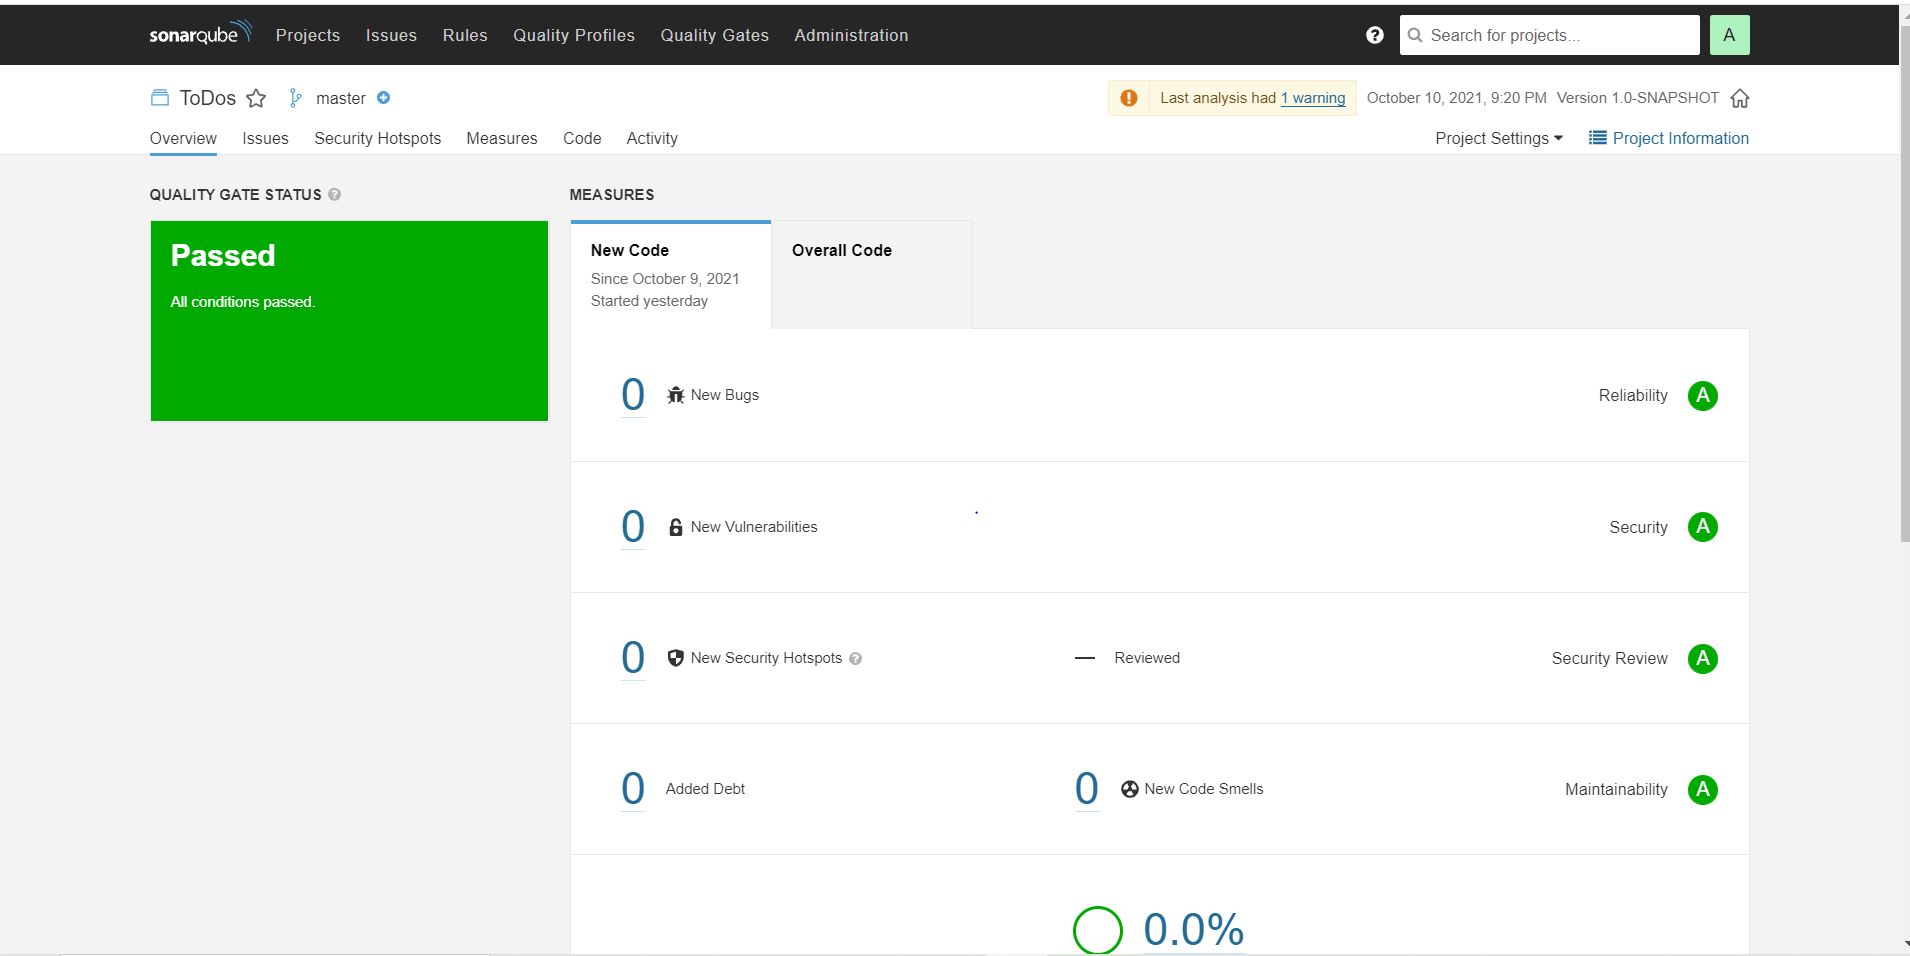 sonarqube Projects Issues Rules Quality Profiles Quality Gates Administration ? Search for projects... A
ToDos master Last analysis had 1 warning October 10, 2021, 9:20 PM Version 1.0-SNAPSHOT
Overview Issues Security Hotspots Measures Code Activity Project Settings Project Information
QUALITY GATE STATUS ? MEASURES
Passed
All conditions passed.
New Code
Since October 9, 2021
Started yesterday
Overall Code
0 New Bugs Reliability A
0 New Vulnerabilities Security A
0 New Security Hotspots ? — Reviewed Security Review A
0 Added Debt 0 New Code Smells Maintainability A
0.0%